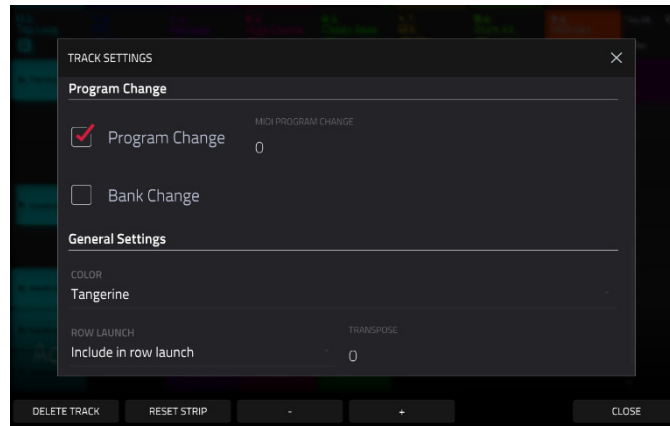 TRACK SETTINGS
Program Change
MIDI PROGRAM CHANGE
Program Change
0
Bank Change
General Settings
COLOR
Tangerine
ROW LAUNCH
TRANSPOSE
Include in row launch
0
DELETE TRACK
RESET STRIP
-
+
CLOSE